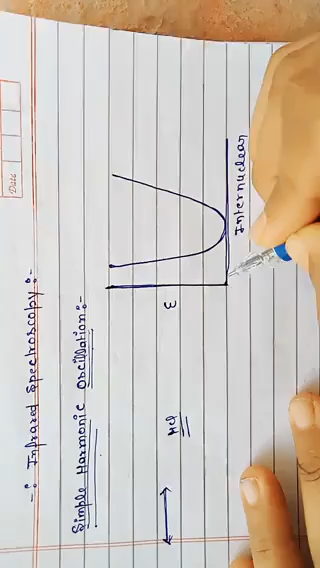 Date
-: Infrared Spectroscopy :-
Simple Harmonic Oscillation:-
HCl
ε
Internuclear